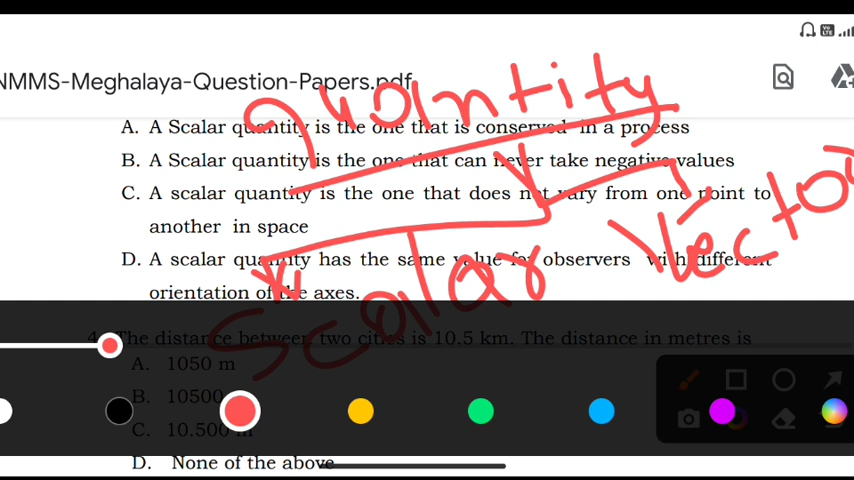 NMMS-Meghalaya-Question-Papers.pdf
quantity
A. A Scalar quantity is the one that is conserved in a process
B. A Scalar quantity is the one that can never take negative values
C. A scalar quantity is the one that does not vary from one point to
another in space
Vector
D. A scalar quantity has the same value for observers with different
orientation of the axes.
Scalar
4. The distance between two cities is 10.5 km. The distance in metres is
A. 1050 m
B. 10500
C. 10.500 m
D. None of the above